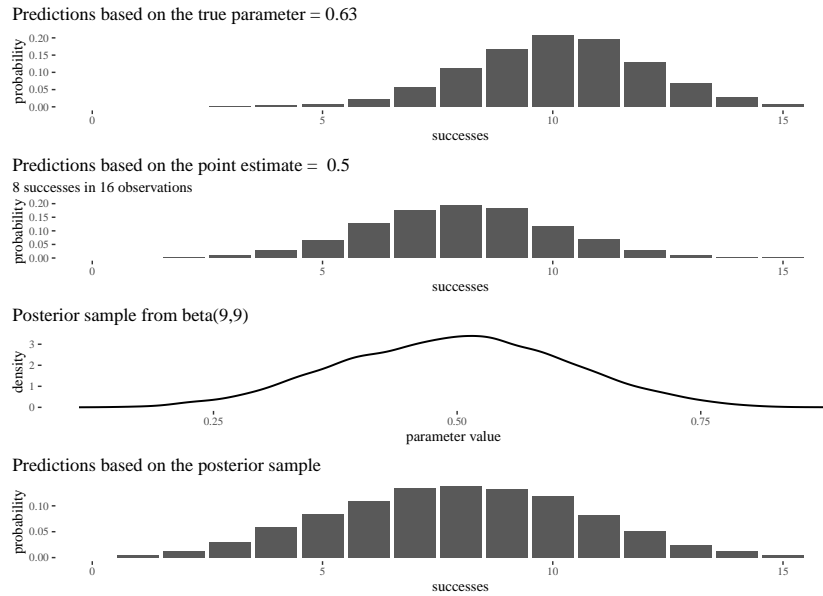 Predictions based on the true parameter = 0.63
probability
0.20
0.15
0.10
0.05
0.00
0
5
10
15
successes
Predictions based on the point estimate =  0.5
8 successes in 16 observations
probability
0.20
0.15
0.10
0.05
0.00
0
5
10
15
successes
Posterior sample from beta(9,9)
density
3
2
1
0
0.25
0.50
0.75
parameter value
Predictions based on the posterior sample
probability
0.10
0.05
0.00
0
5
10
15
successes